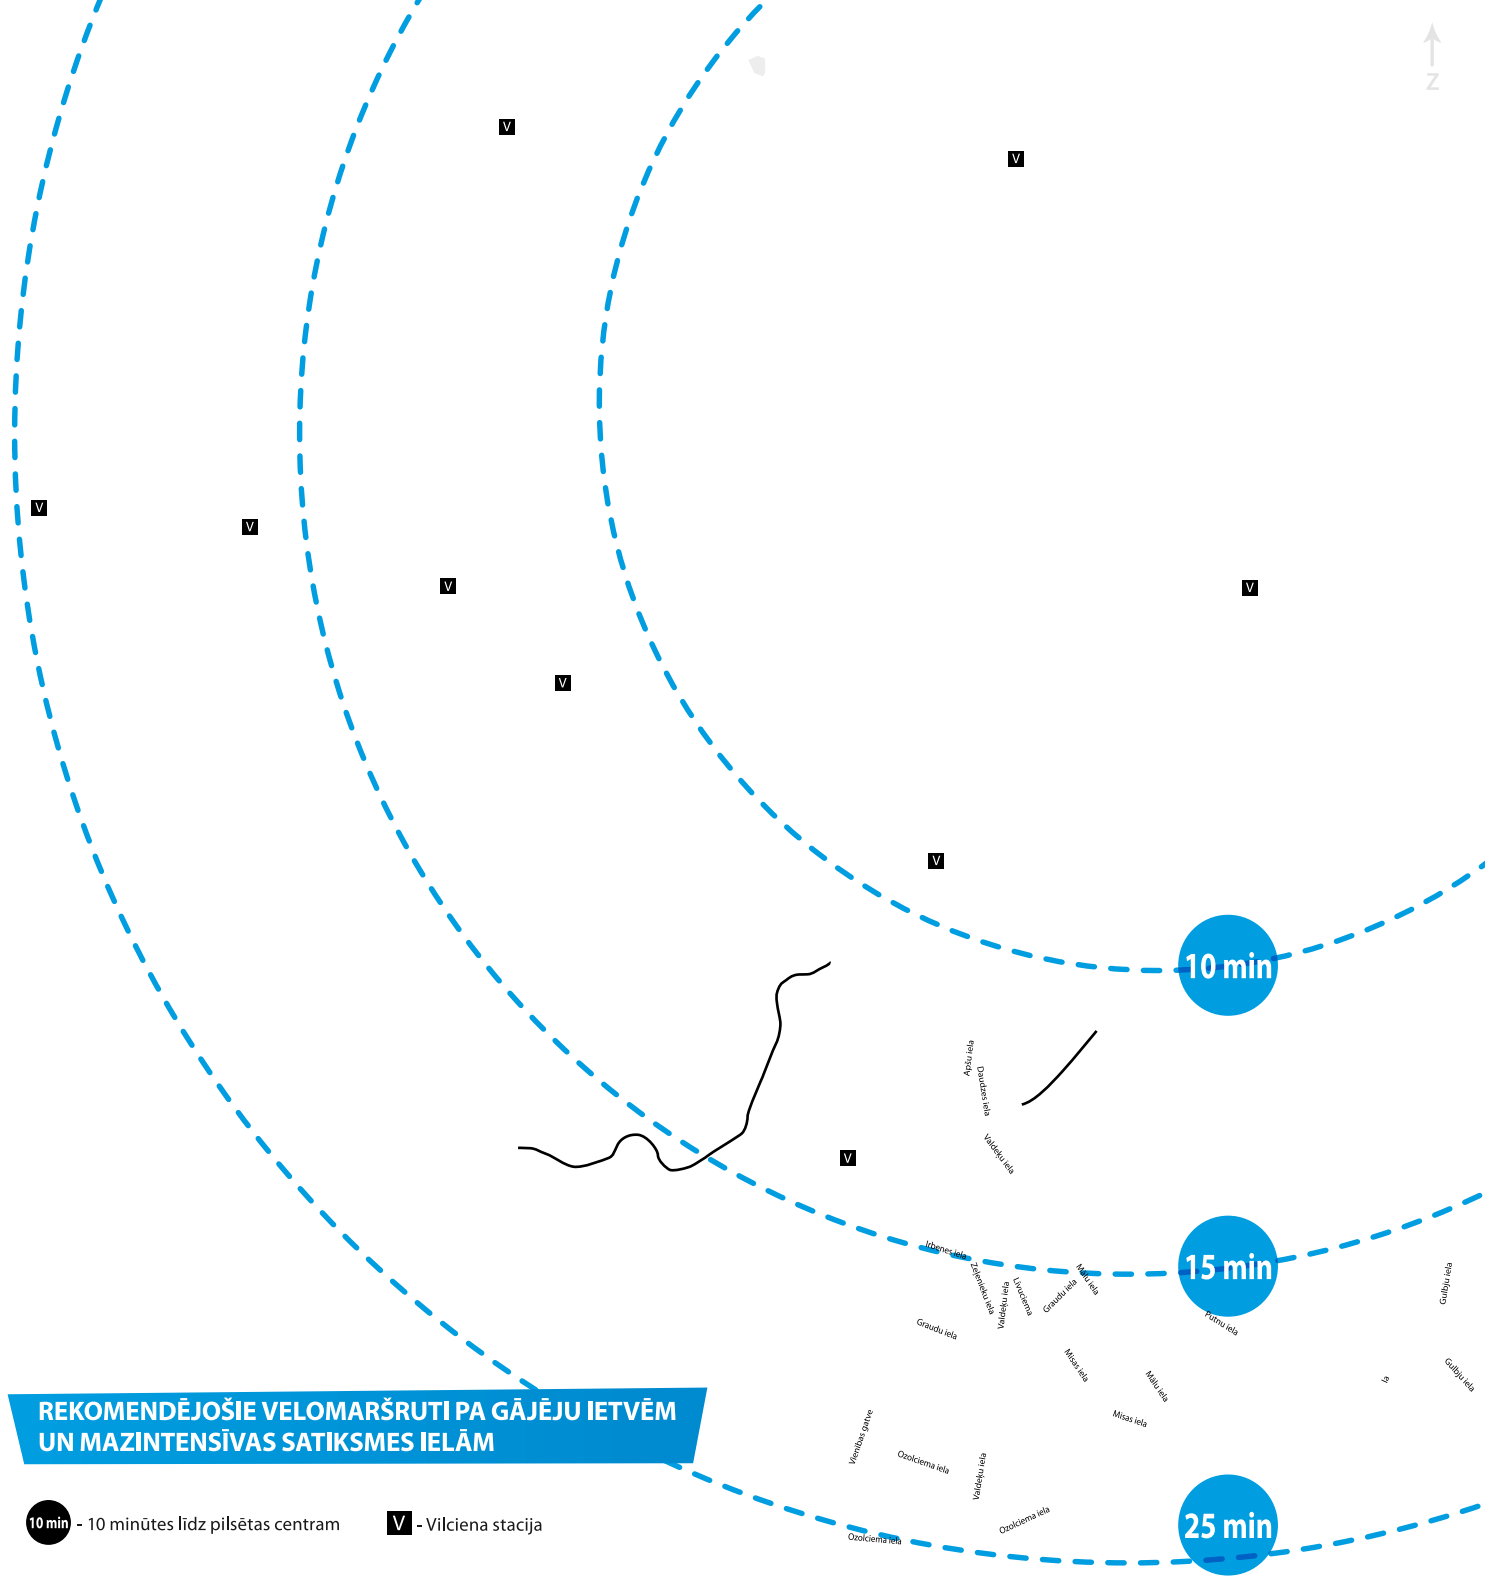 Z
V
V
V
V
V
V
V
V
10 min
Apšu iela
Daudzes iela
Valdeķu iela
V
Irbenes iela
Zeļenieku iela
Valdeķu iela
Līvuciema
Graudu iela
Mālu iela
15 min
Gulbju iela
Putnu iela
Graudu iela
Misas iela
Mālu iela
Gulbju iela
la
Misas iela
Vienības gatve
Ozolciema iela
Valdeķu iela
Ozolciema iela
Ozolciema iela
25 min
REKOMENDĒJOŠIE VELOMARŠRUTI PA GĀJĒJU IETVĒM
UN MAZINTENSĪVAS SATIKSMES IELĀM
10 min - 10 minūtes līdz pilsētas centram
V - Vilciena stacija